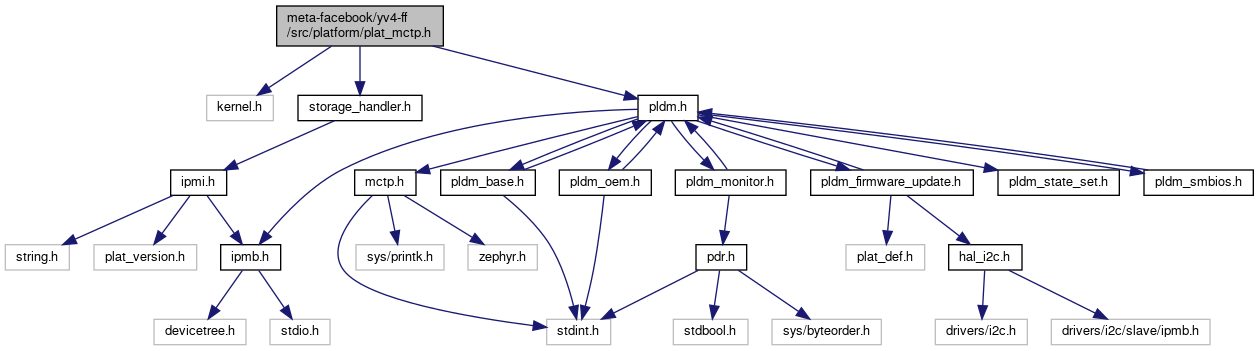 meta-facebook/yv4-ff
/src/platform/plat_mctp.h
kernel.h
storage_handler.h
pldm.h
ipmi.h
mctp.h
pldm_base.h
pldm_oem.h
pldm_monitor.h
pldm_firmware_update.h
pldm_state_set.h
pldm_smbios.h
string.h
plat_version.h
ipmb.h
sys/printk.h
zephyr.h
pdr.h
plat_def.h
hal_i2c.h
devicetree.h
stdio.h
stdint.h
stdbool.h
sys/byteorder.h
drivers/i2c.h
drivers/i2c/slave/ipmb.h